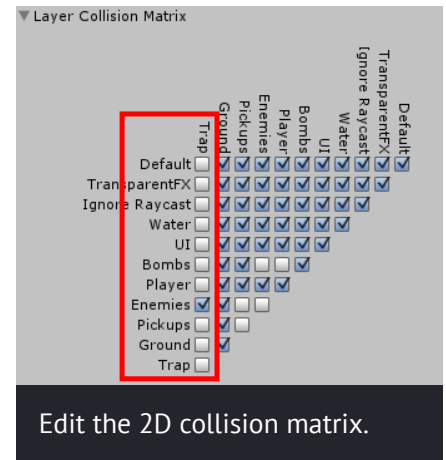 Layer Collision Matrix
Trap
Ground
Pickups
Enemies
Player
Bombs
UI
Water
Ignore Raycast
TransparentFX
Default
Default
TransparentFX
Ignore Raycast
Water
UI
Bombs
Player
Enemies
Pickups
Ground
Trap
Edit the 2D collision matrix.